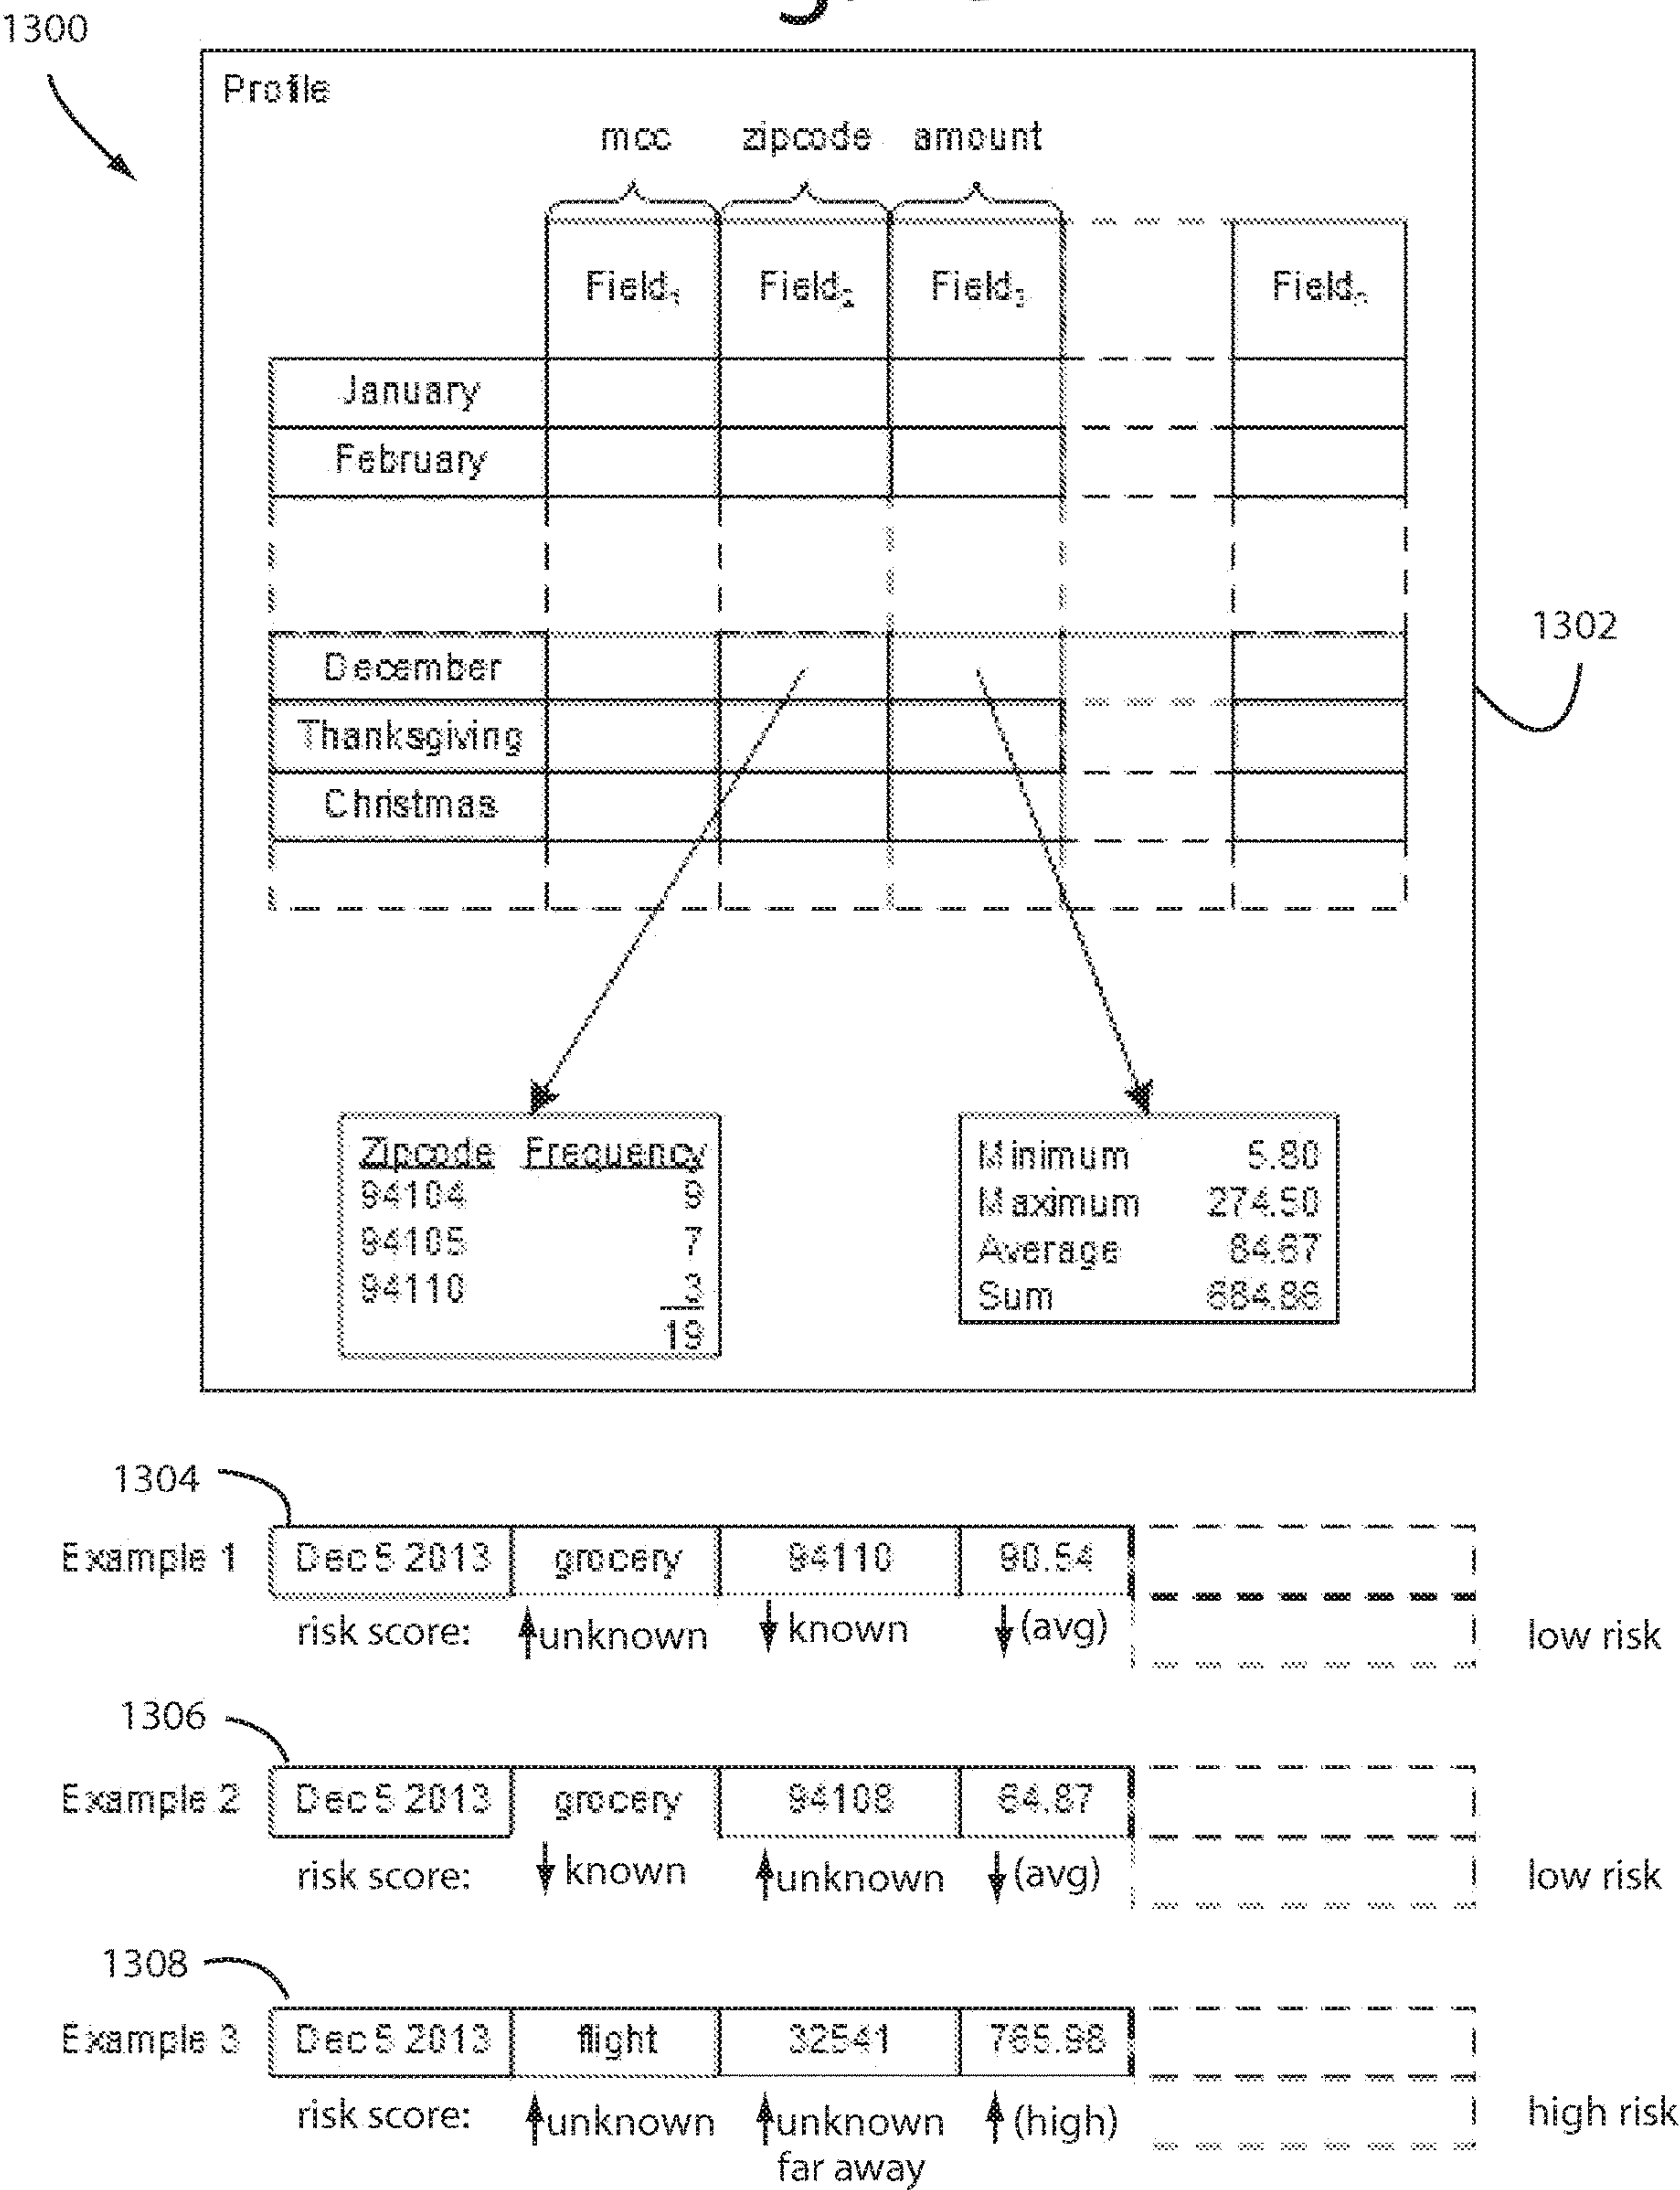 1300
Profile
mcc zipcode amount
Field1 Field2 Field3 Fieldn
January
February
December
1302
Thanksgiving
Christmas
Zipcode Frequency
94104 9
94105 7
94110 3
19
Minimum 5.80
Maximum 274.50
Average 84.67
Sum 684.86
1304
Example 1 Dec 5 2013 grocery 94110 90.54
risk score: unknown known (avg) low risk
1306
Example 2 Dec 5 2013 grocery 94108 64.87
risk score: known unknown (avg) low risk
1308
Example 3 Dec 5 2013 flight 32541 765.98
risk score: unknown unknown (high) high risk
far away